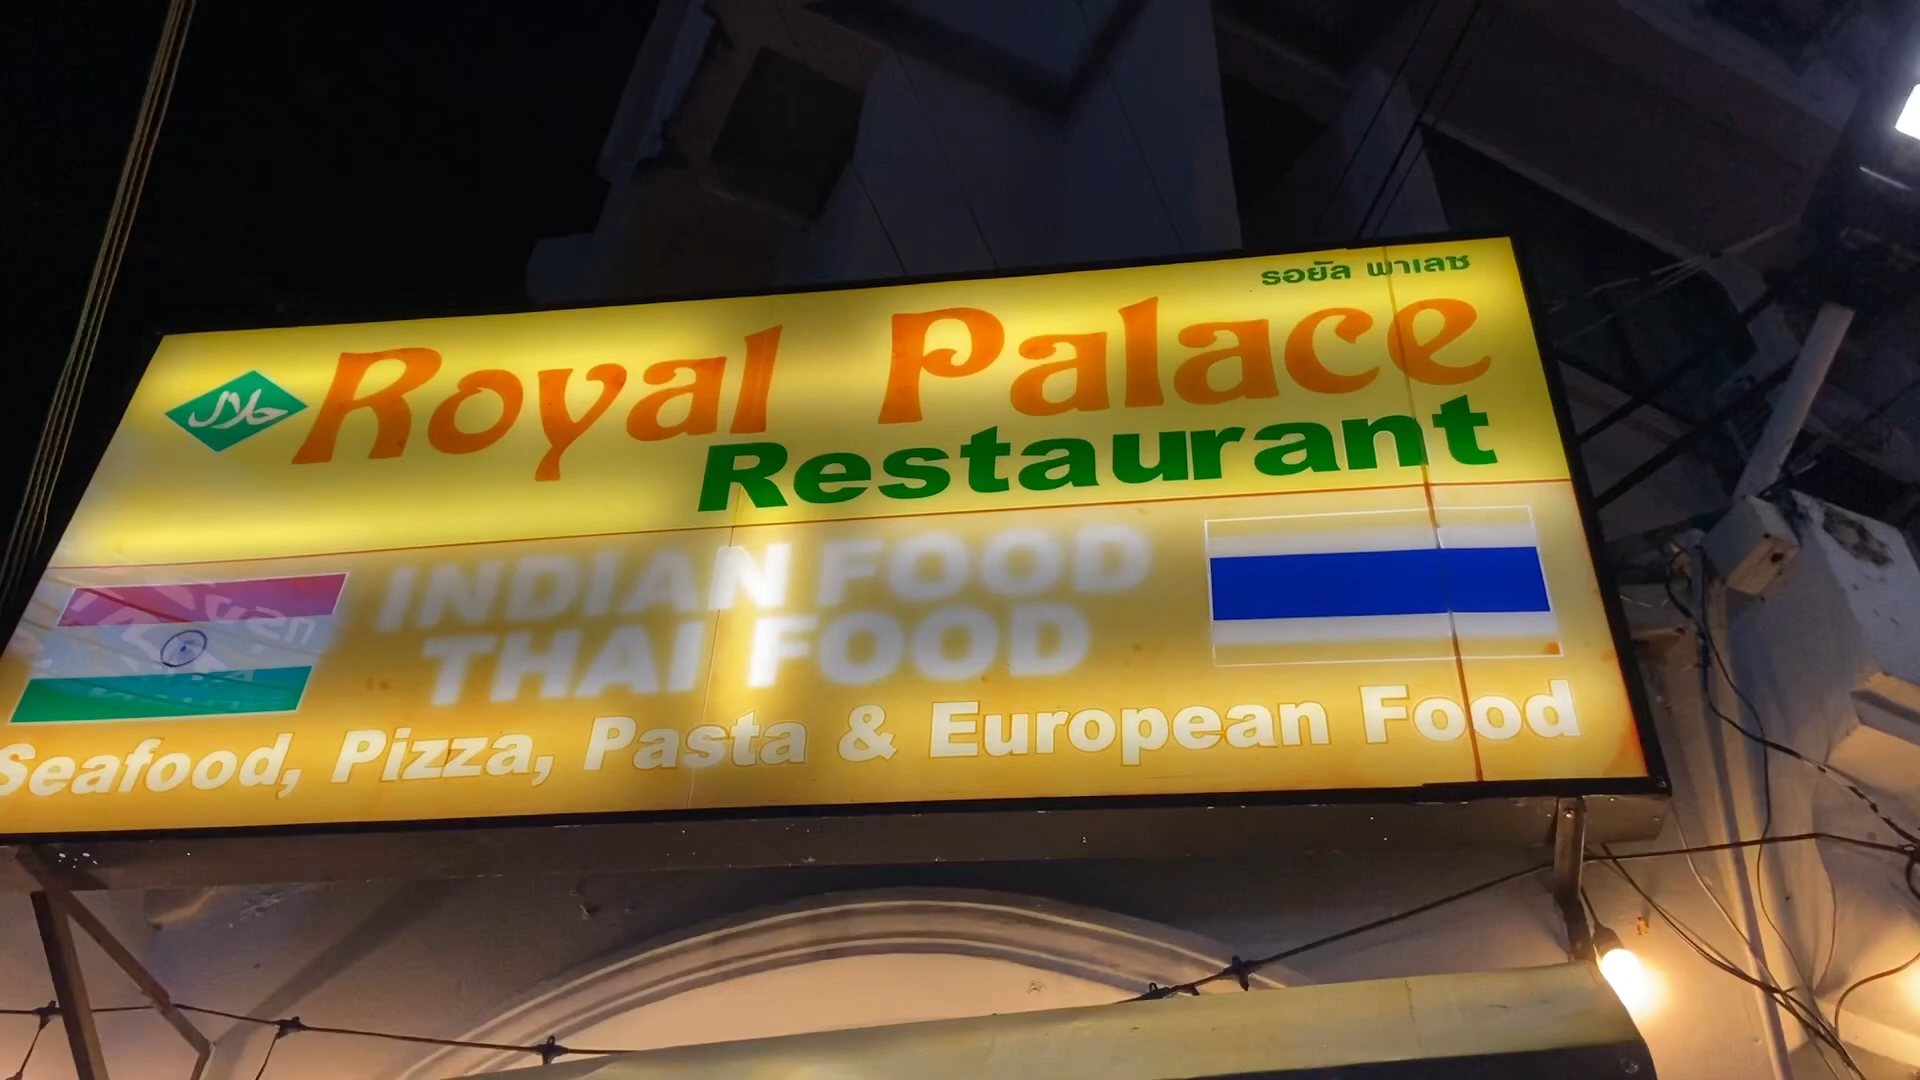 รอยัล พาเลซ
حلال
Royal Palace
Restaurant
INDIAN FOOD
THAI FOOD
Seafood, Pizza, Pasta & European Food